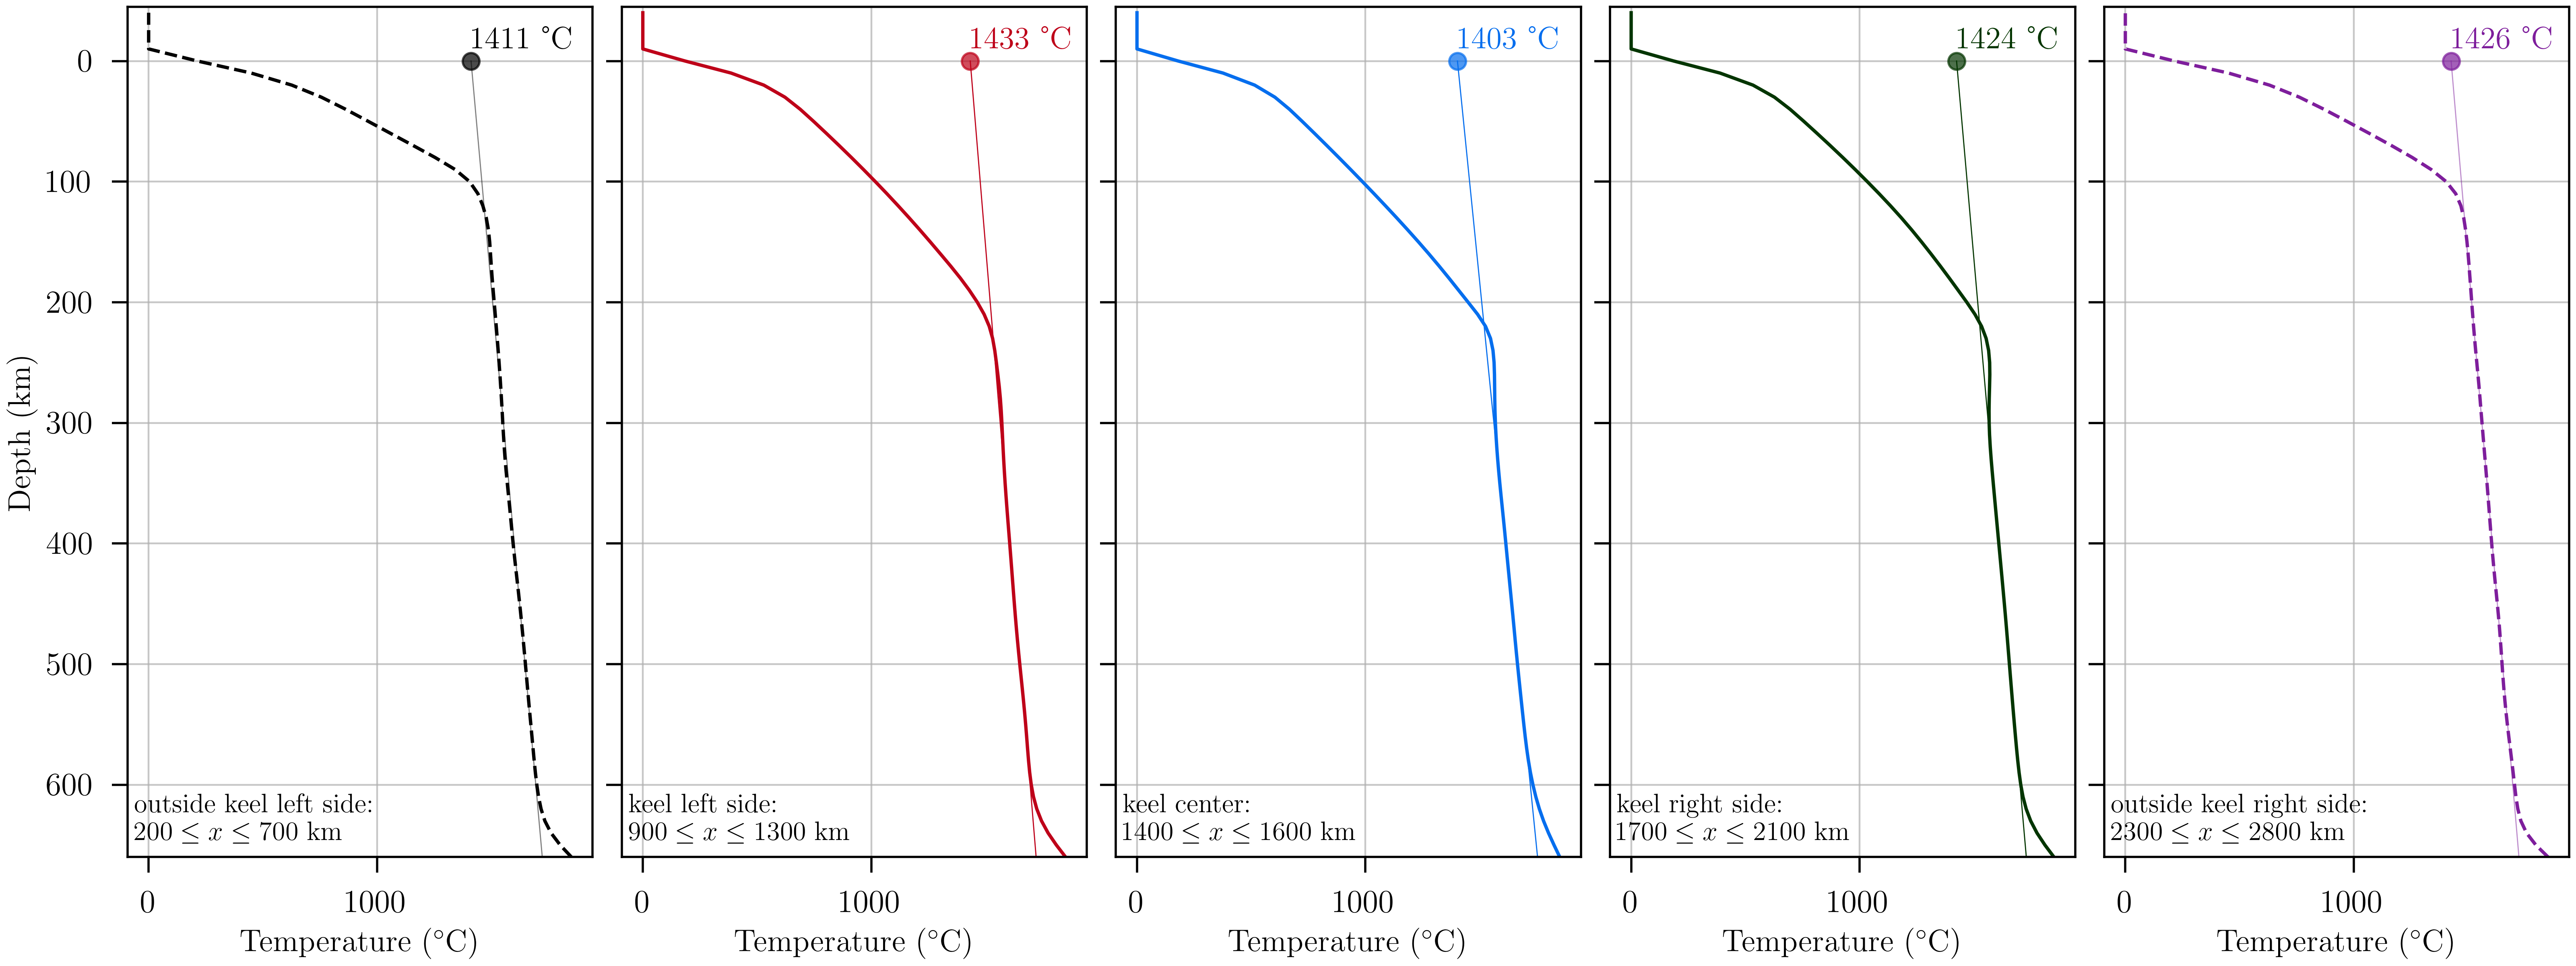 1411 °C
1433 °C
1403 °C
1424 °C
1426 °C
Depth (km)
0
100
200
300
400
500
600
outside keel left side:
200 ≤ x ≤ 700 km
keel left side:
900 ≤ x ≤ 1300 km
keel center:
1400 ≤ x ≤ 1600 km
keel right side:
1700 ≤ x ≤ 2100 km
outside keel right side:
2300 ≤ x ≤ 2800 km
0 1000
0 1000
0 1000
0 1000
0 1000
Temperature (°C)
Temperature (°C)
Temperature (°C)
Temperature (°C)
Temperature (°C)